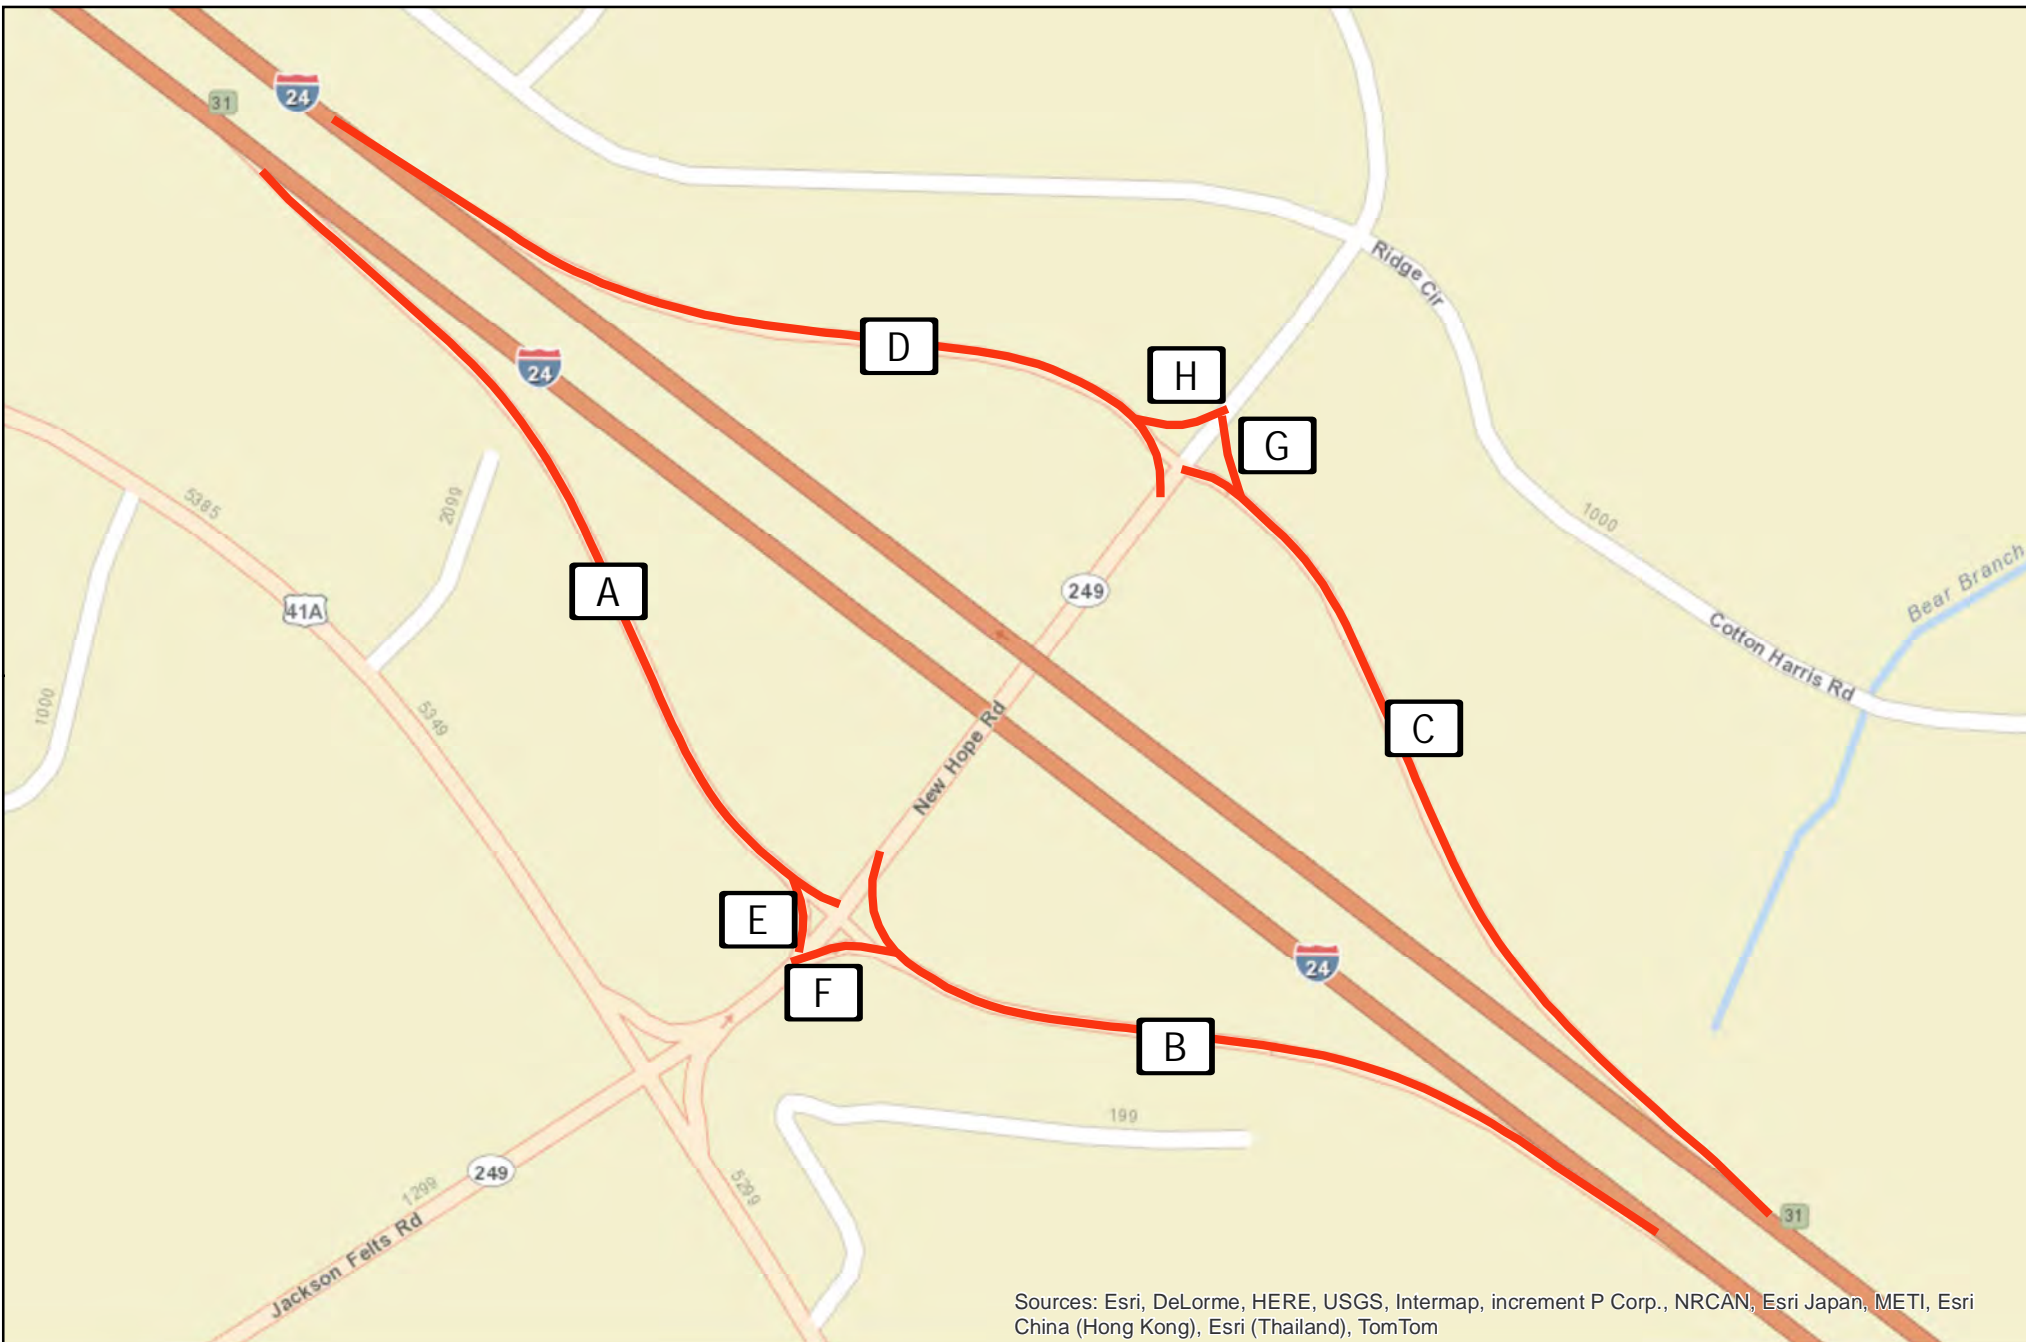 31
24
Ridge Cir
D
H
24
G
5385
2099
1000
Bear Branch
A
249
41A
Cotton Harris Rd
1000
5349
C
New Hope Rd
E
24
F
B
199
249
1299
5299
31
Jackson Felts Rd
Sources: Esri, DeLorme, HERE, USGS, Intermap, increment P Corp., NRCAN, Esri Japan, METI, Esri
China (Hong Kong), Esri (Thailand), TomTom